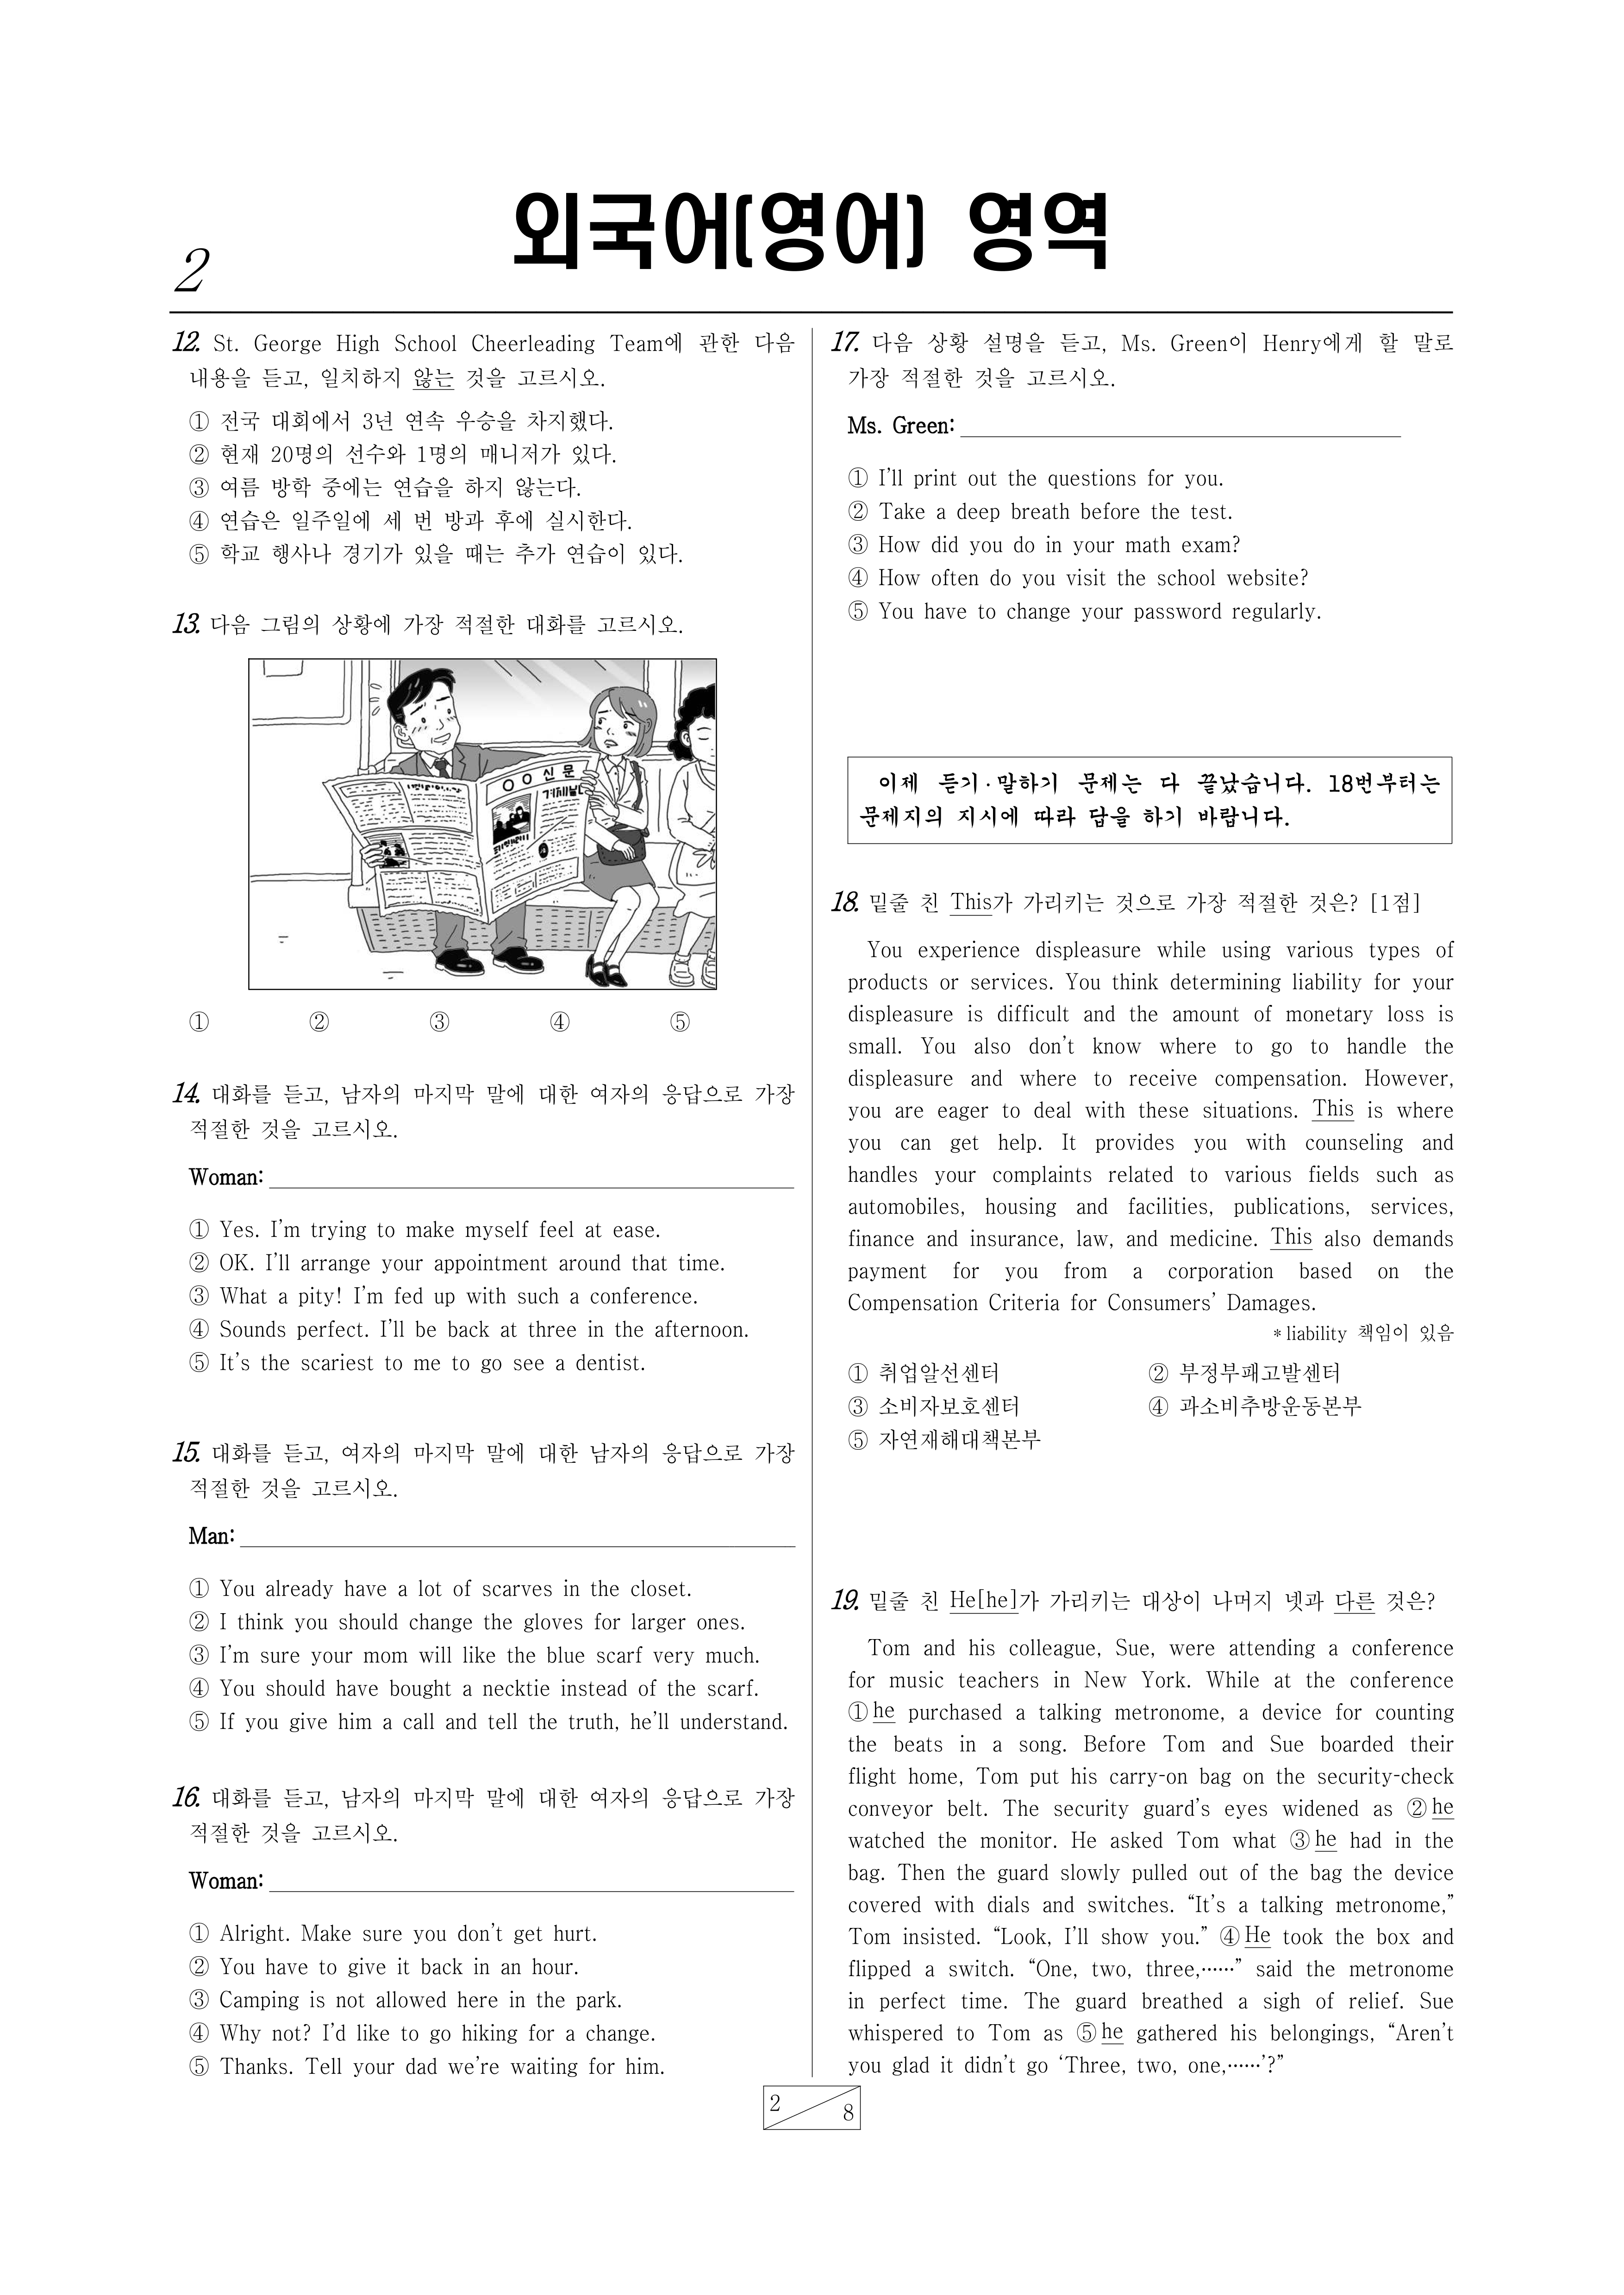 외국어(영어) 영역
2
12. St. George High School Cheerleading Team에 관한 다음
내용을 듣고, 일치하지 않는 것을 고르시오.
① 전국 대회에서 3년 연속 우승을 차지했다.
② 현재 20명의 선수와 1명의 매니저가 있다.
③ 여름 방학 중에는 연습을 하지 않는다.
④ 연습은 일주일에 세 번 방과 후에 실시한다.
⑤ 학교 행사나 경기가 있을 때는 추가 연습이 있다.
13. 다음 그림의 상황에 가장 적절한 대화를 고르시오.
○○신문
① ② ③ ④ ⑤
14. 대화를 듣고, 남자의 마지막 말에 대한 여자의 응답으로 가장
적절한 것을 고르시오.
Woman:
① Yes. I'm trying to make myself feel at ease.
② OK. I'll arrange your appointment around that time.
③ What a pity! I'm fed up with such a conference.
④ Sounds perfect. I'll be back at three in the afternoon.
⑤ It's the scariest to me to go see a dentist.
15. 대화를 듣고, 여자의 마지막 말에 대한 남자의 응답으로 가장
적절한 것을 고르시오.
Man:
① You already have a lot of scarves in the closet.
② I think you should change the gloves for larger ones.
③ I'm sure your mom will like the blue scarf very much.
④ You should have bought a necktie instead of the scarf.
⑤ If you give him a call and tell the truth, he'll understand.
16. 대화를 듣고, 남자의 마지막 말에 대한 여자의 응답으로 가장
적절한 것을 고르시오.
Woman:
① Alright. Make sure you don't get hurt.
② You have to give it back in an hour.
③ Camping is not allowed here in the park.
④ Why not? I'd like to go hiking for a change.
⑤ Thanks. Tell your dad we're waiting for him.
17. 다음 상황 설명을 듣고, Ms. Green이 Henry에게 할 말로
가장 적절한 것을 고르시오.
Ms. Green:
① I'll print out the questions for you.
② Take a deep breath before the test.
③ How did you do in your math exam?
④ How often do you visit the school website?
⑤ You have to change your password regularly.
이제 듣기·말하기 문제는 다 끝났습니다. 18번부터는
문제지의 지시에 따라 답을 하기 바랍니다.
18. 밑줄 친 This가 가리키는 것으로 가장 적절한 것은? [1점]
You experience displeasure while using various types of
products or services. You think determining liability for your
displeasure is difficult and the amount of monetary loss is
small. You also don't know where to go to handle the
displeasure and where to receive compensation. However,
you are eager to deal with these situations. This is where
you can get help. It provides you with counseling and
handles your complaints related to various fields such as
automobiles, housing and facilities, publications, services,
finance and insurance, law, and medicine. This also demands
payment for you from a corporation based on the
Compensation Criteria for Consumers' Damages.
* liability 책임이 있음
① 취업알선센터 ② 부정부패고발센터
③ 소비자보호센터 ④ 과소비추방운동본부
⑤ 자연재해대책본부
19. 밑줄 친 He[he]가 가리키는 대상이 나머지 넷과 다른 것은?
Tom and his colleague, Sue, were attending a conference
for music teachers in New York. While at the conference
① he purchased a talking metronome, a device for counting
the beats in a song. Before Tom and Sue boarded their
flight home, Tom put his carry-on bag on the security-check
conveyor belt. The security guard's eyes widened as ② he
watched the monitor. He asked Tom what ③ he had in the
bag. Then the guard slowly pulled out of the bag the device
covered with dials and switches. "It's a talking metronome,"
Tom insisted. "Look, I'll show you." ④ He took the box and
flipped a switch. "One, two, three,……" said the metronome
in perfect time. The guard breathed a sigh of relief. Sue
whispered to Tom as ⑤ he gathered his belongings, "Aren't
you glad it didn't go 'Three, two, one,……'?"
2
8